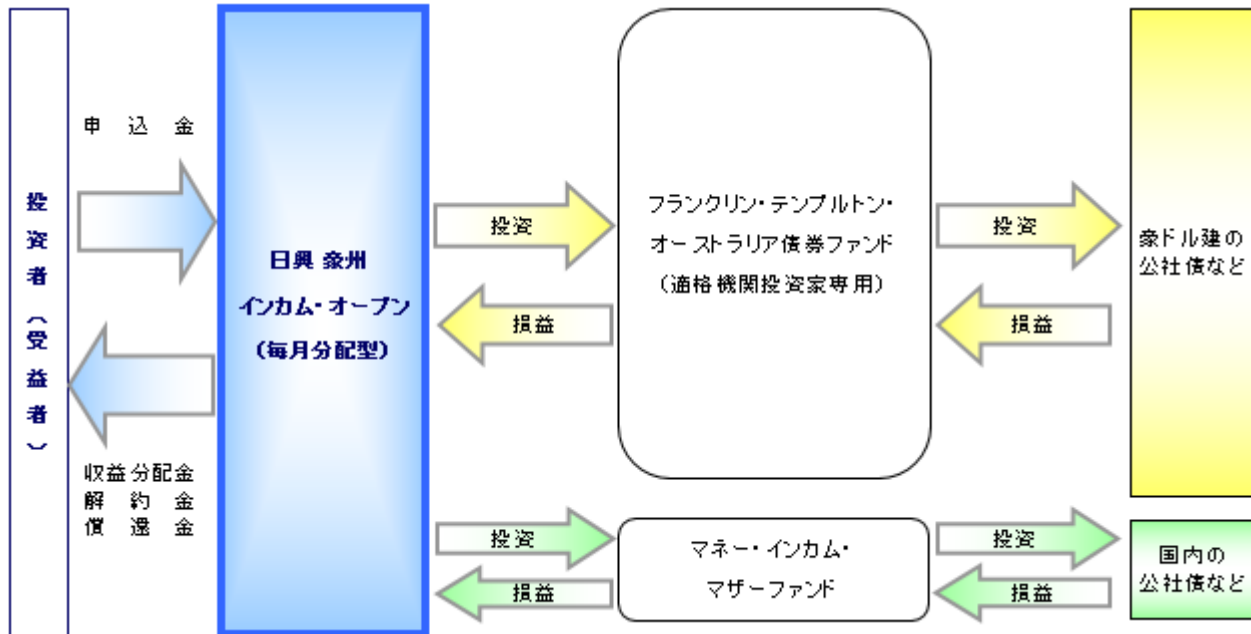 投資者（受益者）
申込金
収益分配金
解約金
償還金
日興 豪州
インカム・オープン
（毎月分配型）
投資
損益
フランクリン・テンプルトン・
オーストラリア債券ファンド
（適格機関投資家専用）
投資
損益
豪ドル建の
公社債など
投資
損益
マネー・インカム・
マザーファンド
投資
損益
国内の
公社債など